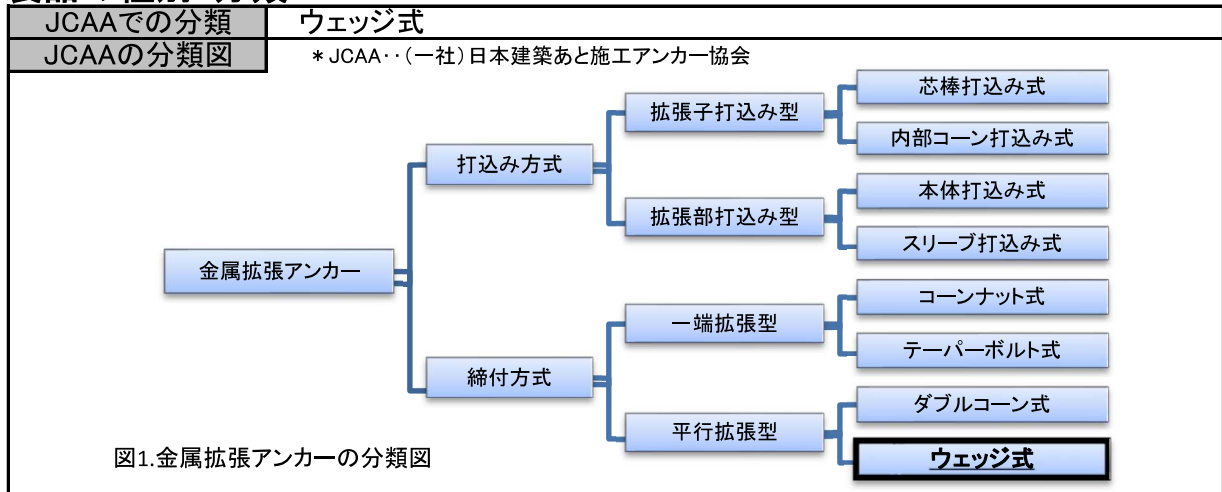 JCAAでの分類
ウェッジ式
JCAAの分類図
＊JCAA‥(一社)日本建築あと施工アンカー協会
芯棒打込み式
拡張子打込み型
内部コーン打込み式
打込み方式
本体打込み式
拡張部打込み型
スリーブ打込み式
金属拡張アンカー
コーンナット式
一端拡張型
テーパーボルト式
締付方式
ダブルコーン式
平行拡張型
ウェッジ式
図1.金属拡張アンカーの分類図